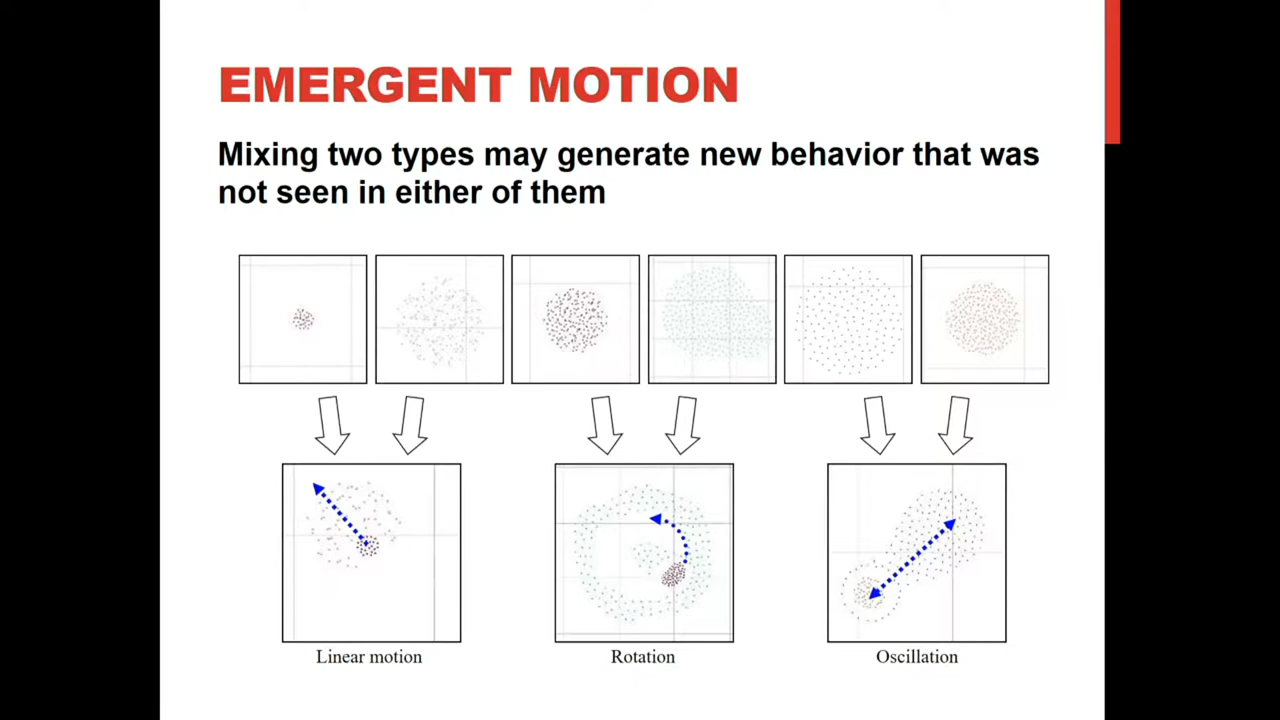 EMERGENT MOTION
Mixing two types may generate new behavior that was
not seen in either of them
Linear motion
Rotation
Oscillation